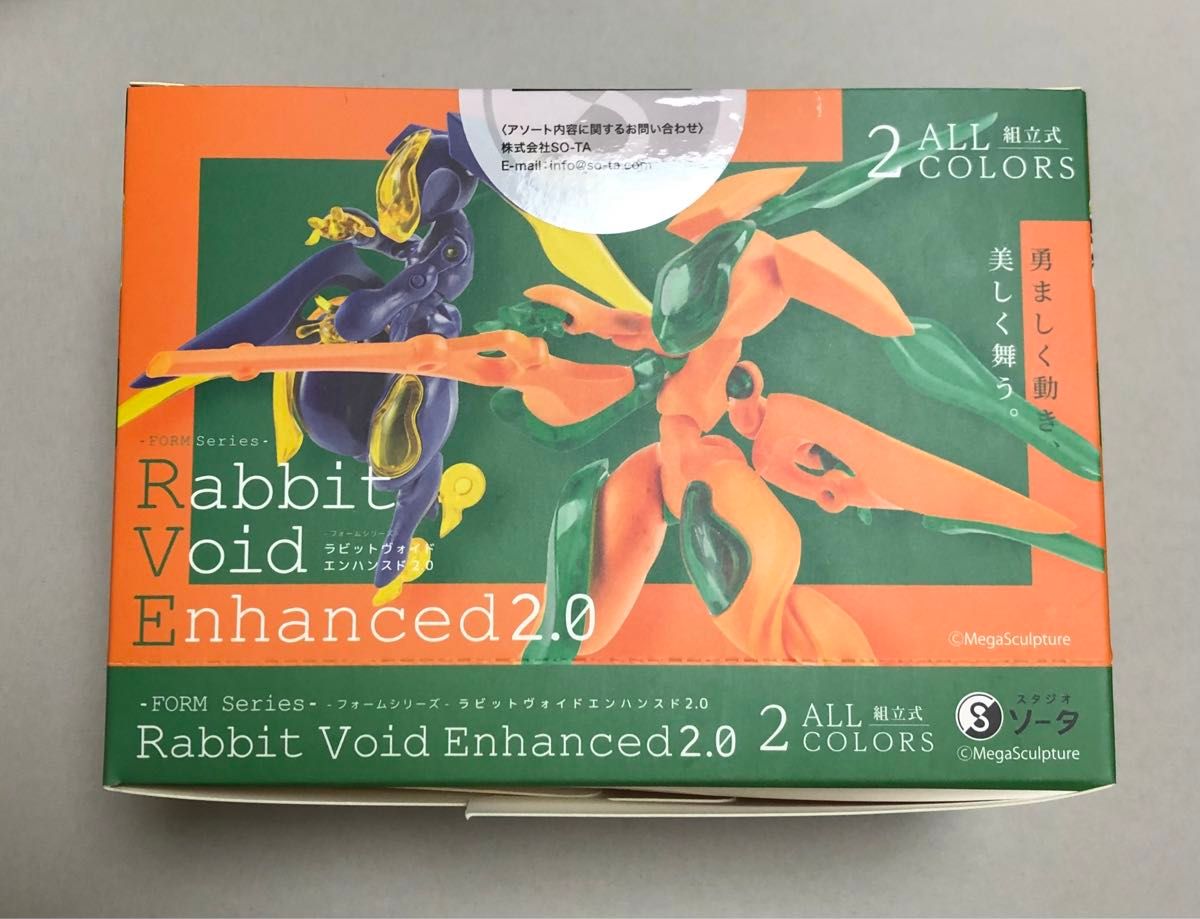 〈アソート内容に関するお問い合わせ〉
株式会社SO-TA
E-mail:info@so-ta.com
2 ALL COLORS 組立式
勇ましく動き、
美しく舞う。
-FORM Series-
Rabbit
Void
-フォームシリーズ-
ラビットヴォイド
エンハンスド2.0
Enhanced2.0
©MegaSculpture
-FORM Series- -フォームシリーズ- ラビットヴォイドエンハンスド2.0
Rabbit Void Enhanced2.0
2 ALL COLORS 組立式
スタジオ
ソータ
©MegaSculpture